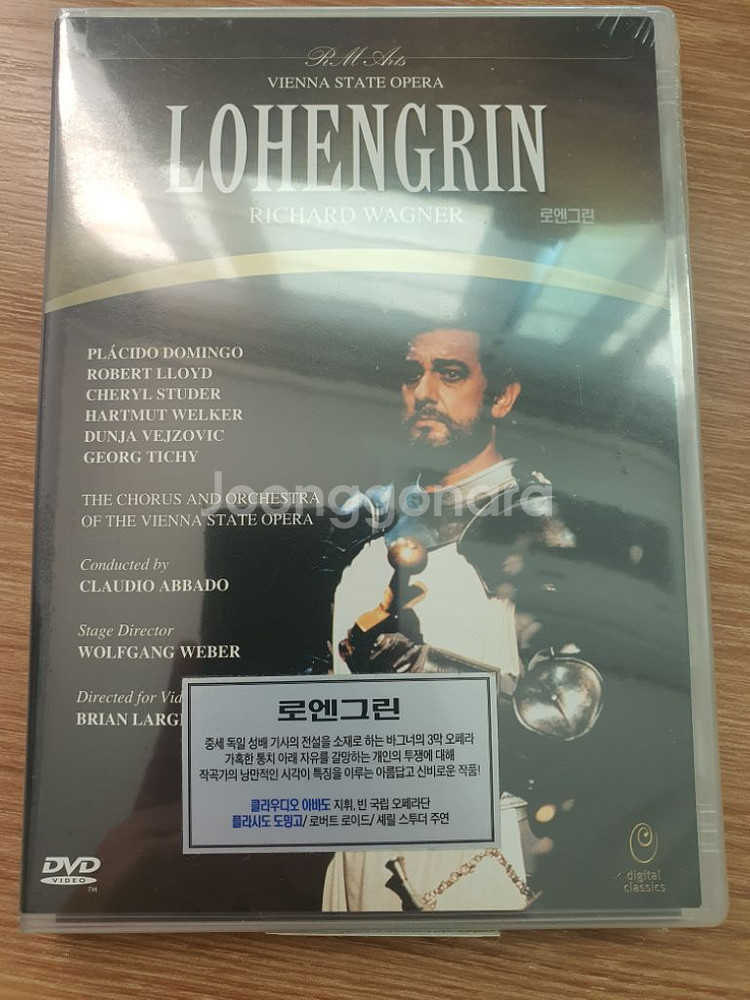 RM Arts
VIENNA STATE OPERA
LOHENGRIN
RICHARD WAGNER
로엔그린
PLÁCIDO DOMINGO
ROBERT LLOYD
CHERYL STUDER
HARTMUT WELKER
DUNJA VEJZOVIC
GEORG TICHY
Joonggonara
THE CHORUS AND ORCHESTRA
OF THE VIENNA STATE OPERA
Conducted by
CLAUDIO ABBADO
Stage Director
WOLFGANG WEBER
Directed for Vid
BRIAN LARGE
로엔그린
중세 독일 성배 기사의 전설을 소재로 하는 바그너의 3막 오페라
가혹한 통치 아래 자유를 갈망하는 개인의 투쟁에 대해
작곡가의 낭만적인 시각이 특징을 이루는 아름답고 신비로운 작품!
클라우디오 아바도 지휘, 빈 국립 오페라단
플라시도 도밍고/ 로버트 로이드/ 셰릴 스투더 주연
DVD
VIDEO
TM
digital
classics